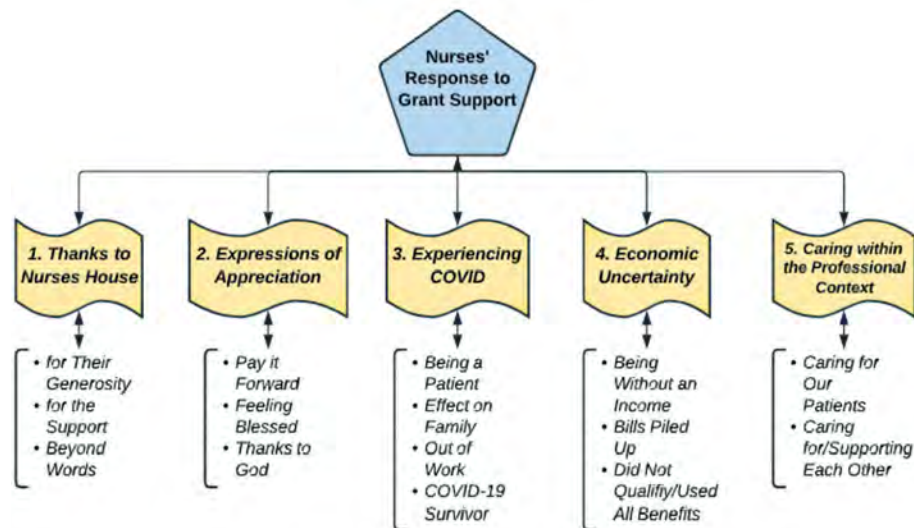 Nurses'
Response to
Grant Support
1. Thanks to
Nurses House
2. Expressions of
Appreciation
3. Experiencing
COVID
4. Economic
Uncertainty
5. Caring within
the Professional
Context
• for Their
Generosity
• for the
Support
• Beyond
Words
• Pay it
Forward
• Feeling
Blessed
• Thanks to
God
• Being a
Patient
• Effect on
Family
• Out of
Work
• COVID-19
Survivor
• Being
Without an
Income
• Bills Piled
Up
• Did Not
Qualifiy/Used
All Benefits
• Caring for
Our
Patients
• Caring
for/Supporting
Each Other